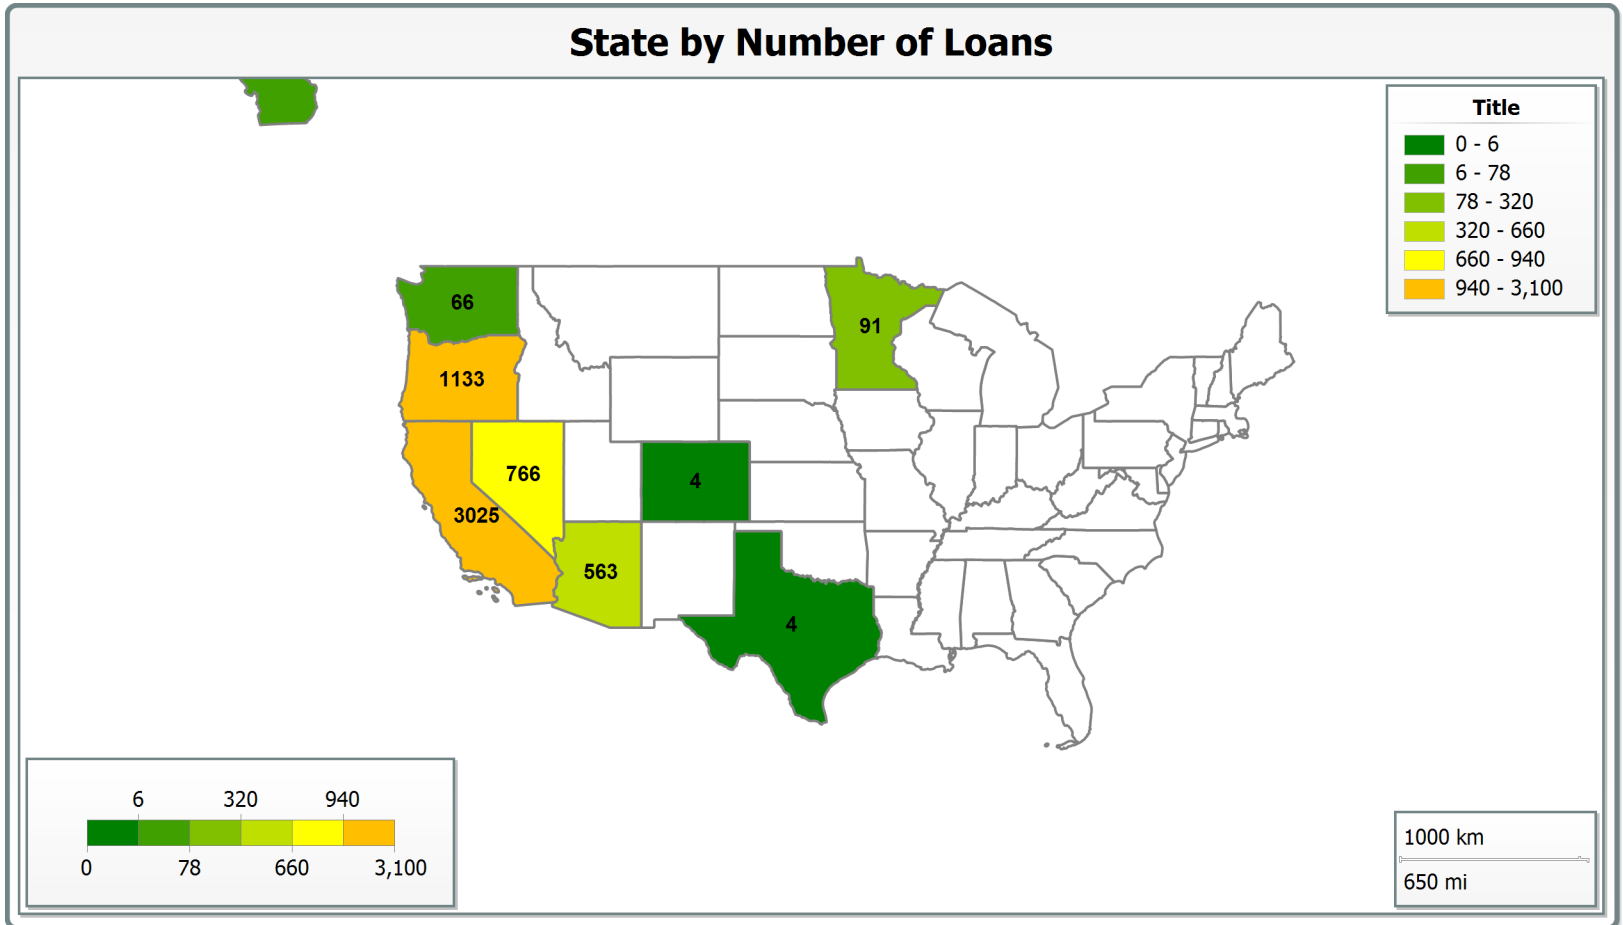 State by Number of Loans
Title
0 - 6
6 - 78
78 - 320
320 - 660
660 - 940
940 - 3,100
66
91
1133
766
4
3025
563
4
6 320 940
0 78 660 3,100
1000 km
650 mi